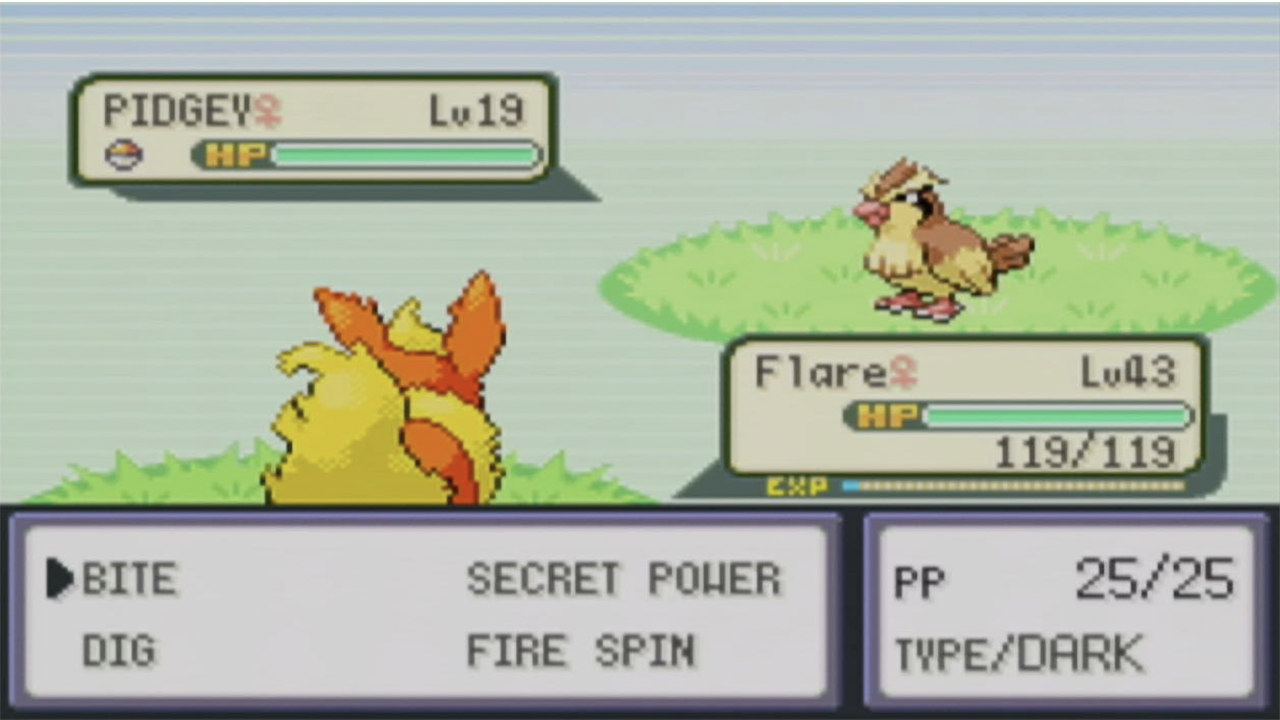 PIDGEY♀ Lv19
HP
Flare♀ Lv43
HP
119/119
EXP
BITE SECRET POWER PP 25/25
DIG FIRE SPIN TYPE/DARK